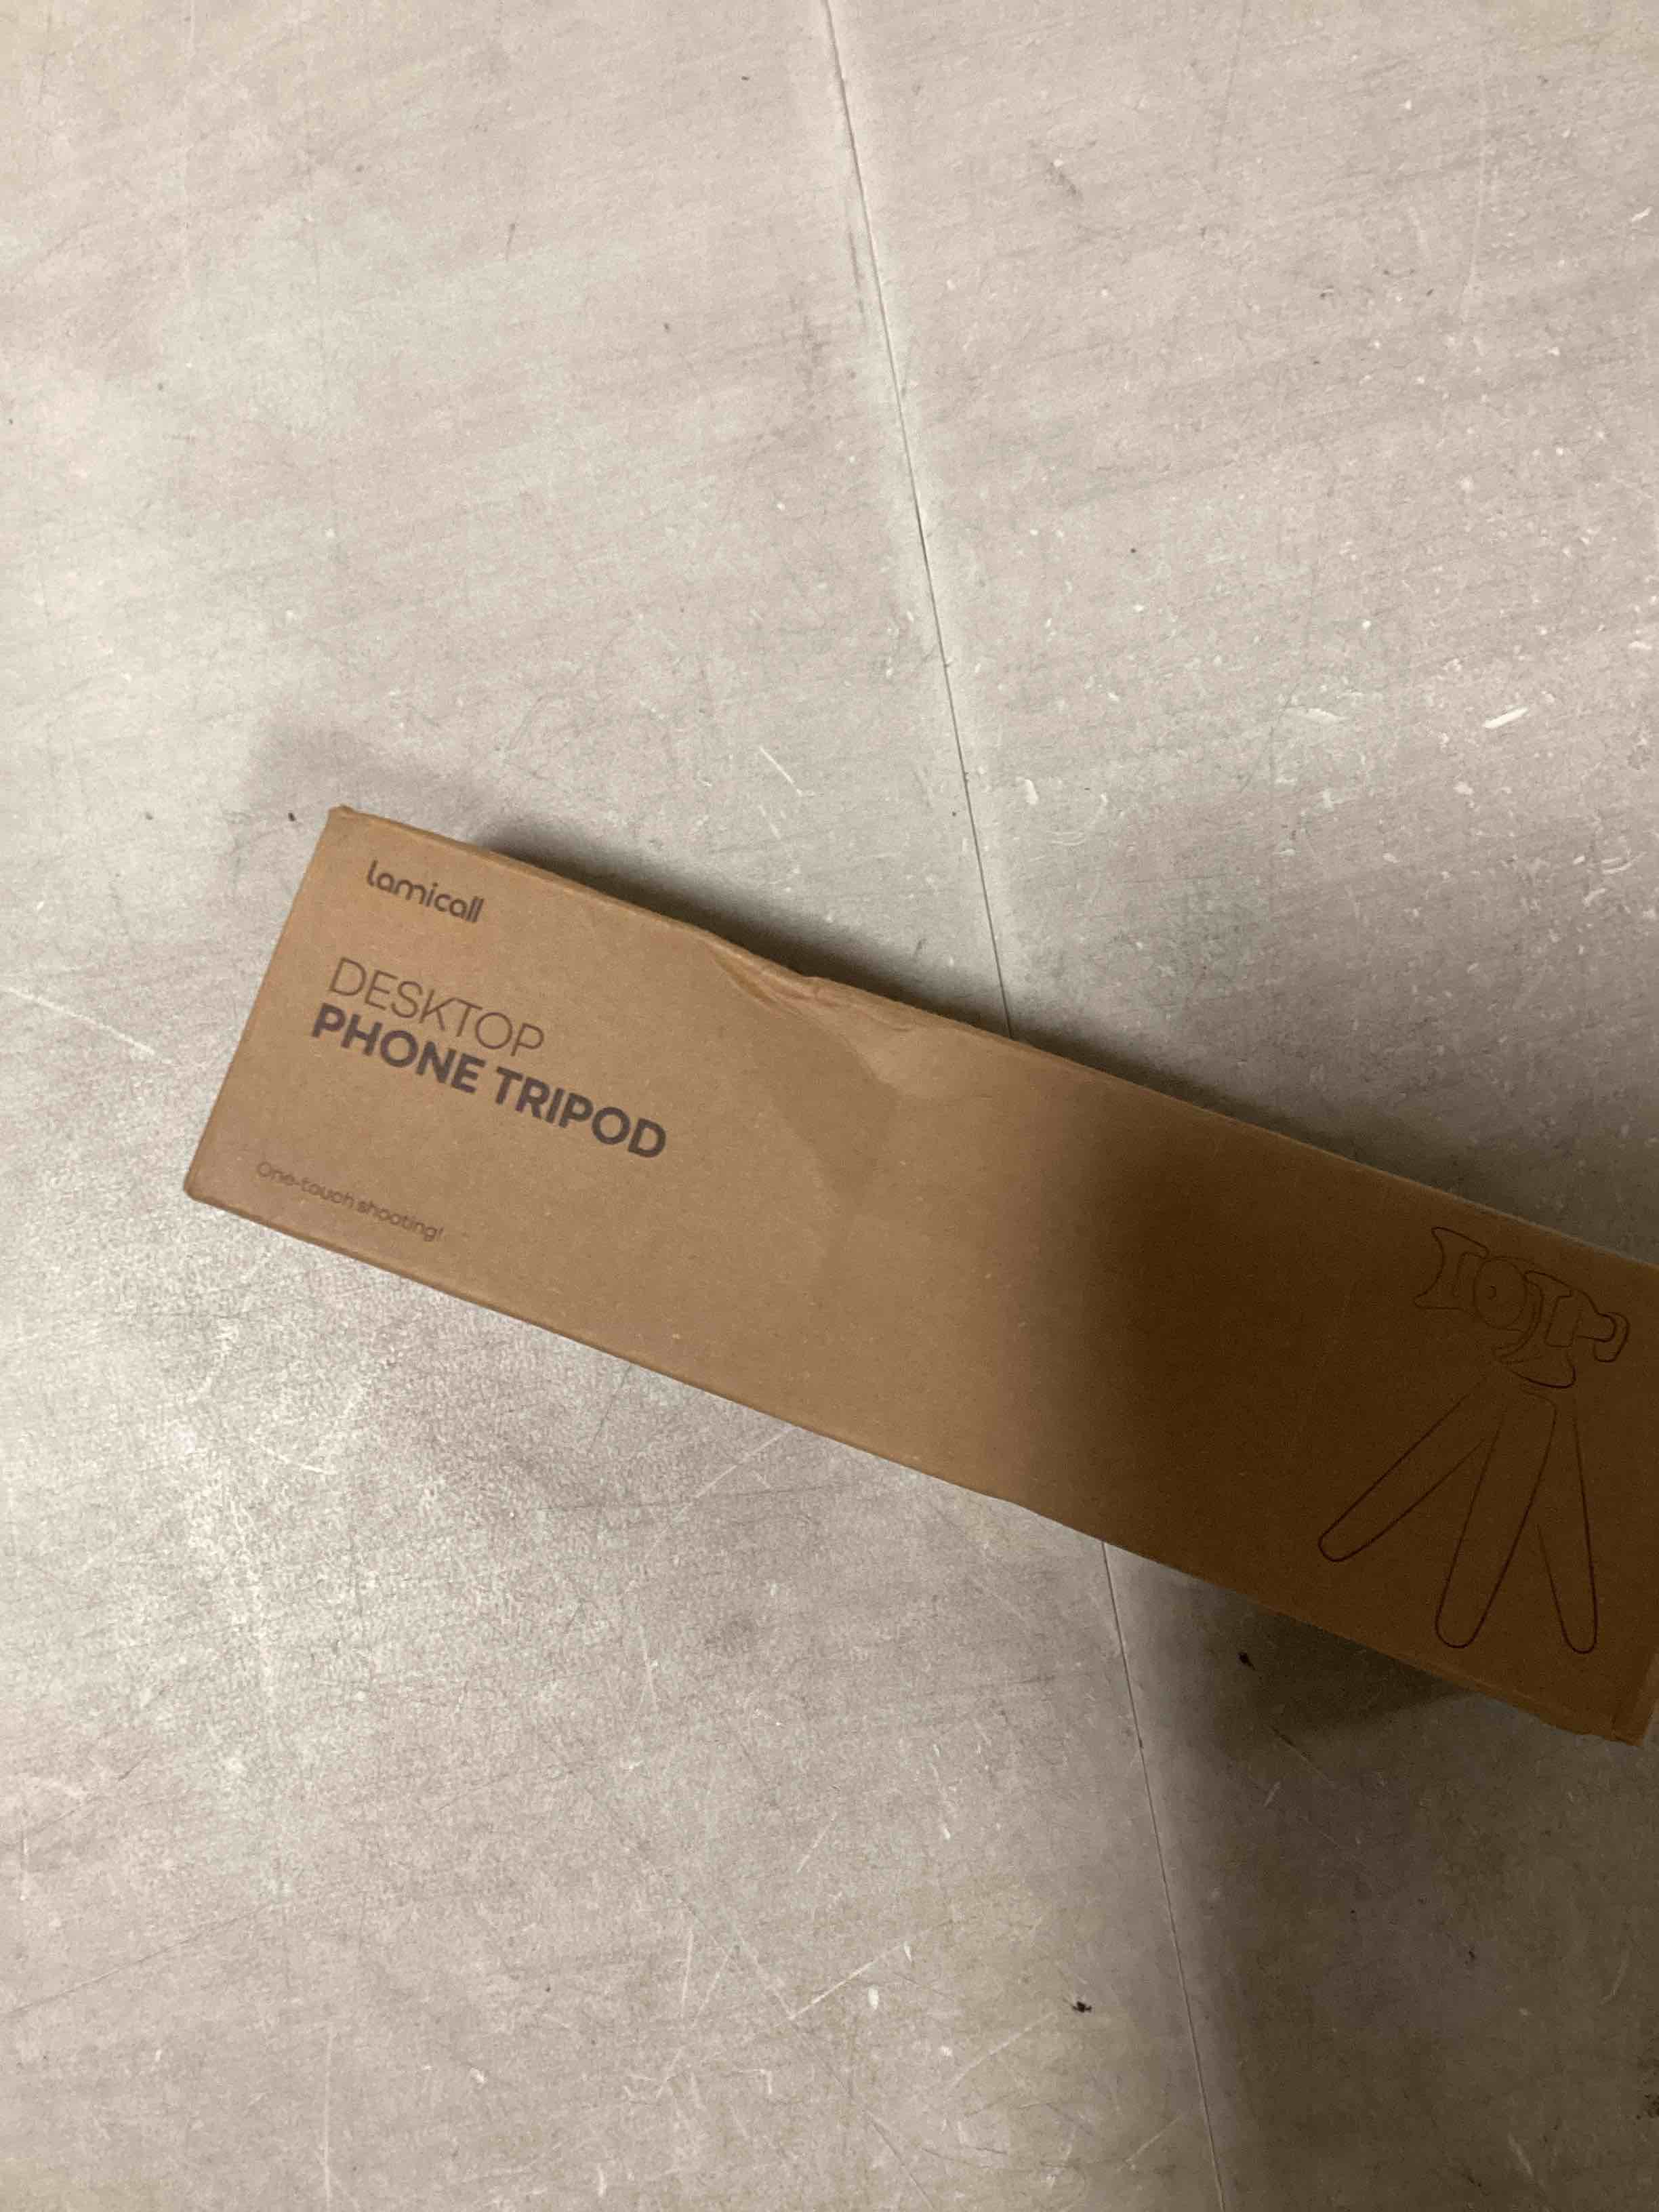 lamicall
DESKTOP
PHONE TRIPOD
One-touch shooting!